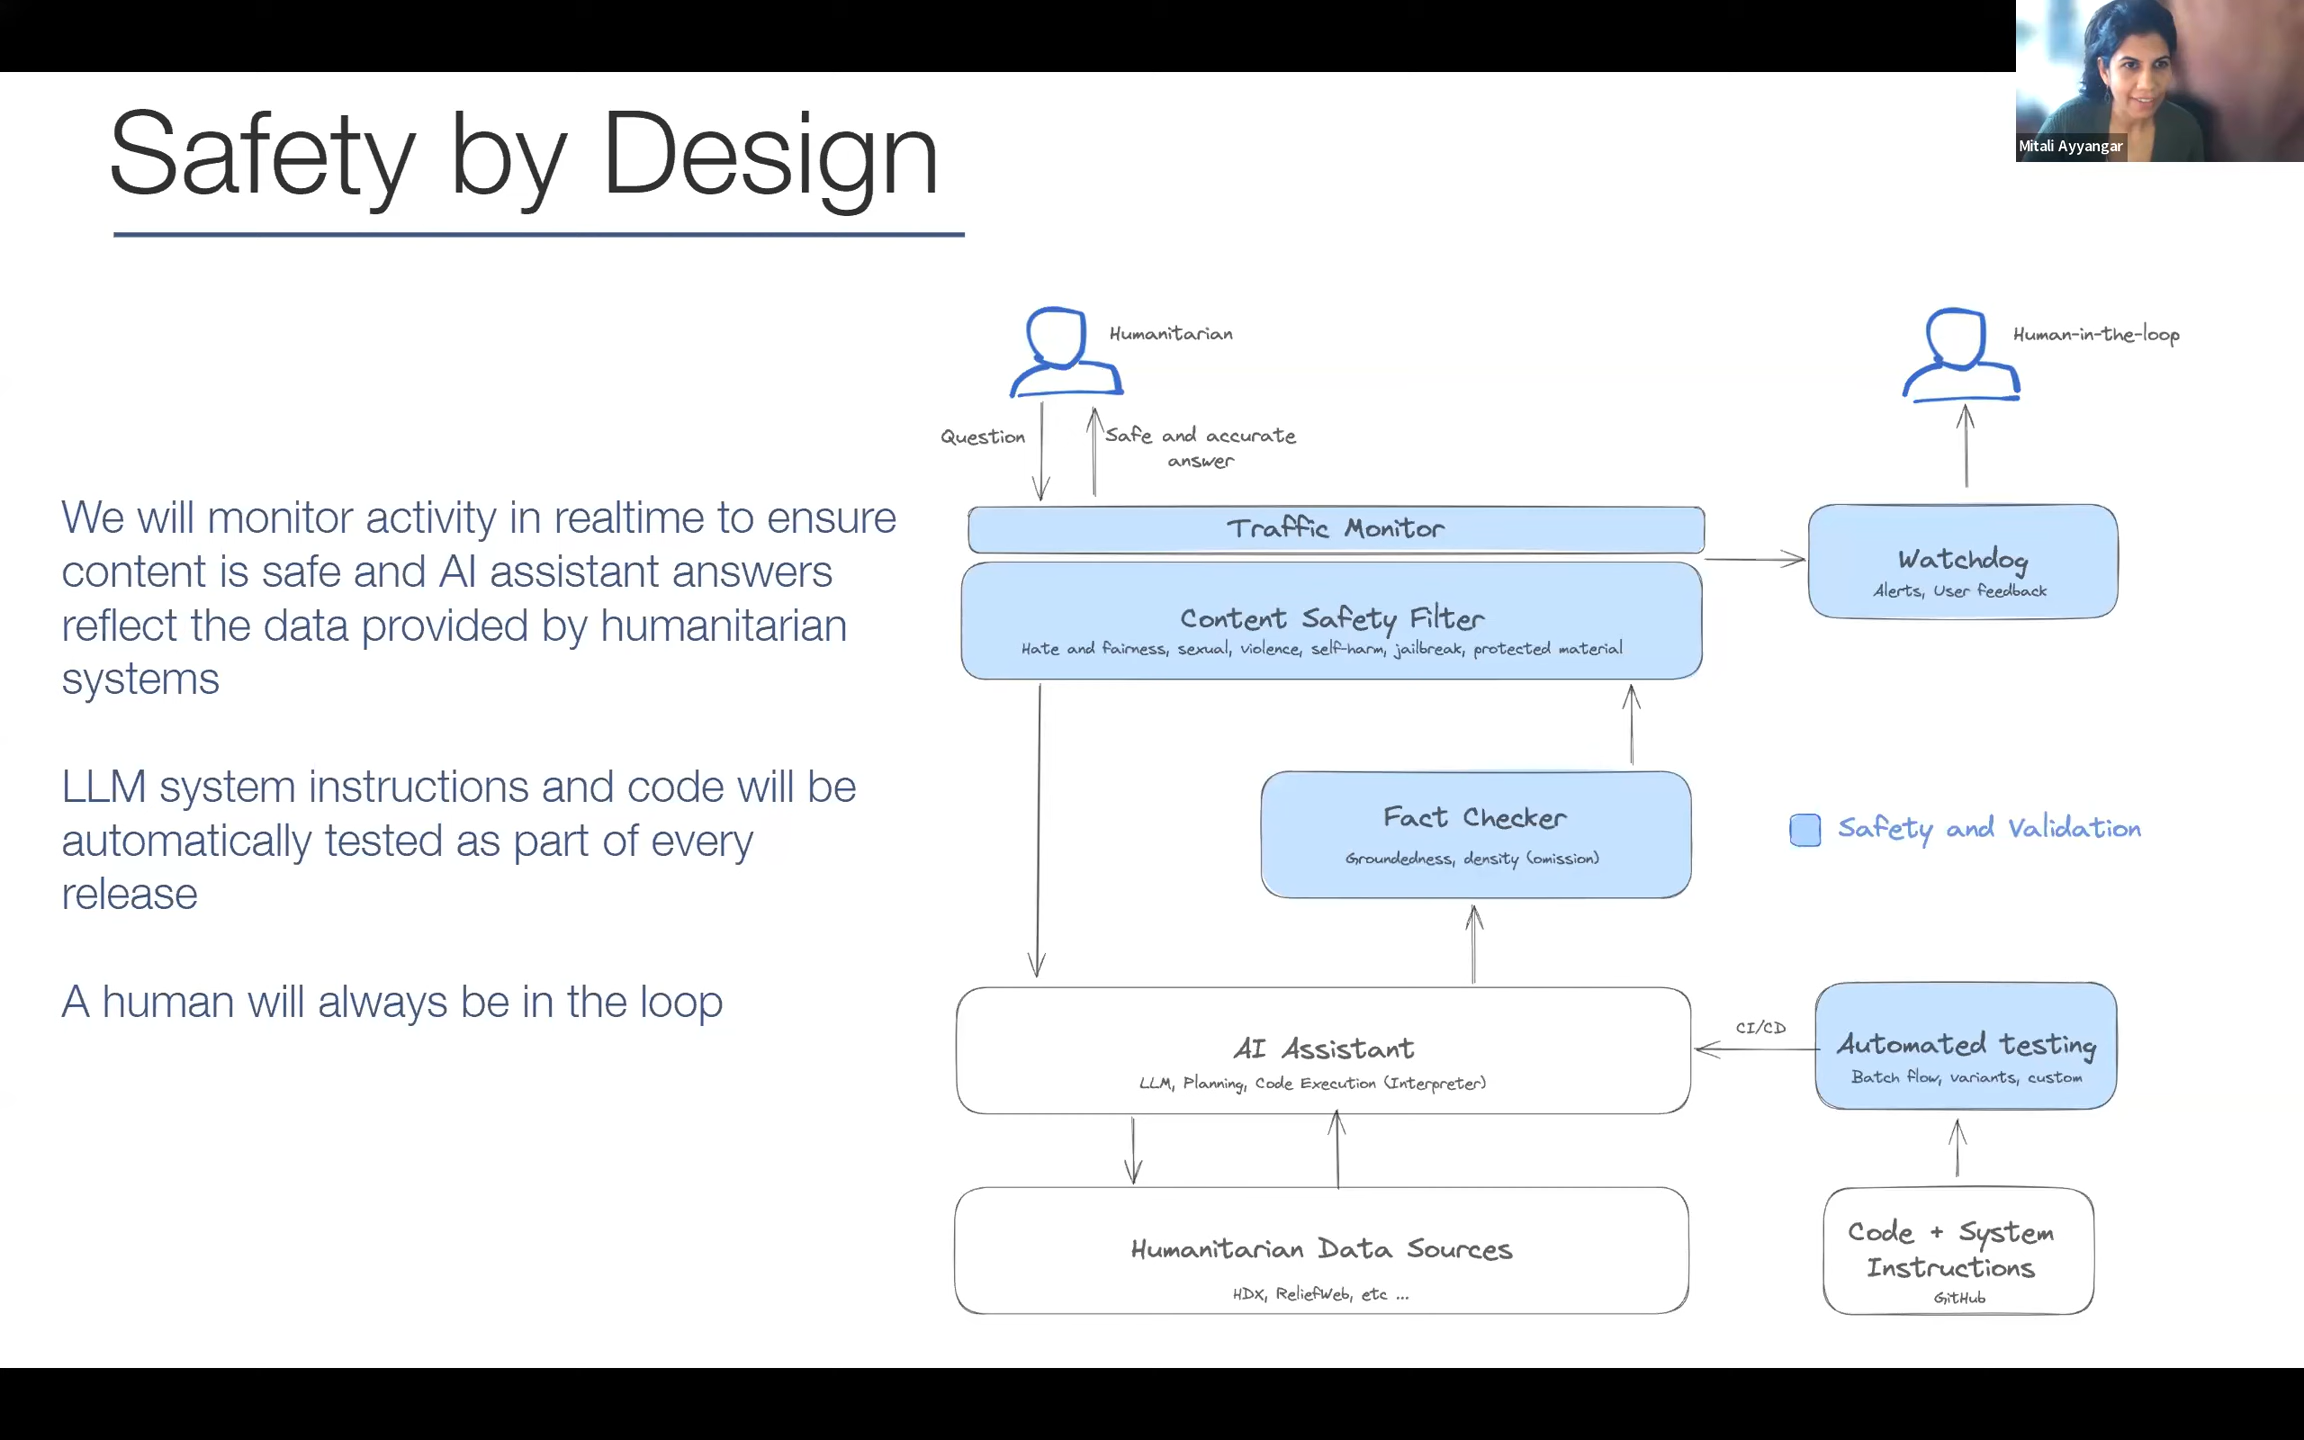 Mitali Ayyangar
Safety by Design
We will monitor activity in realtime to ensure
content is safe and AI assistant answers
reflect the data provided by humanitarian
systems
LLM system instructions and code will be
automatically tested as part of every
release
A human will always be in the loop
Humanitarian
Human-in-the-loop
Question
Safe and accurate
answer
Traffic Monitor
Watchdog
Alerts, User feedback
Content Safety Filter
Hate and fairness, sexual, violence, self-harm, jailbreak, protected material
Fact Checker
Groundedness, density (omission)
Safety and Validation
AI Assistant
LLM, Planning, Code Execution (Interpreter)
CI/CD
Automated testing
Batch flow, variants, custom
Humanitarian Data Sources
HDX, ReliefWeb, etc ...
Code + System
Instructions
GitHub